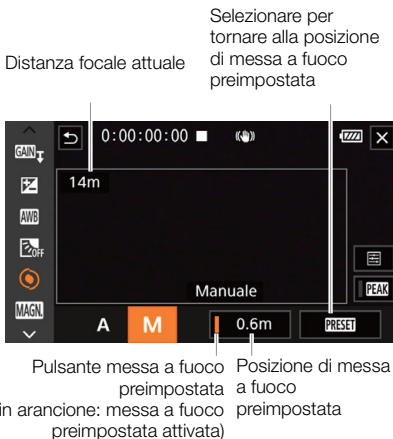 Selezionare per
tornare alla posizione
di messa a fuoco
preimpostata
Distanza focale attuale
0:00:00:00
GAIN
AWB
OFF
MAGN.
14m
Manuale
PEAK
A
M
0.6m
PRESET
Pulsante messa a fuoco
preimpostata
in arancione: messa a fuoco
preimpostata attivata)
Posizione di messa
a fuoco
preimpostata